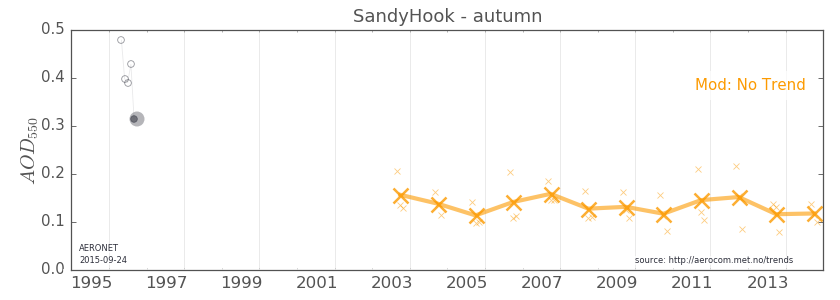 SandyHook - autumn
0.5
0.4
0.3
0.2
0.1
0.0
AOD550
Mod: No Trend
AERONET
2015-09-24
source: http://aerocom.met.no/trends
1995 1997 1999 2001 2003 2005 2007 2009 2011 2013